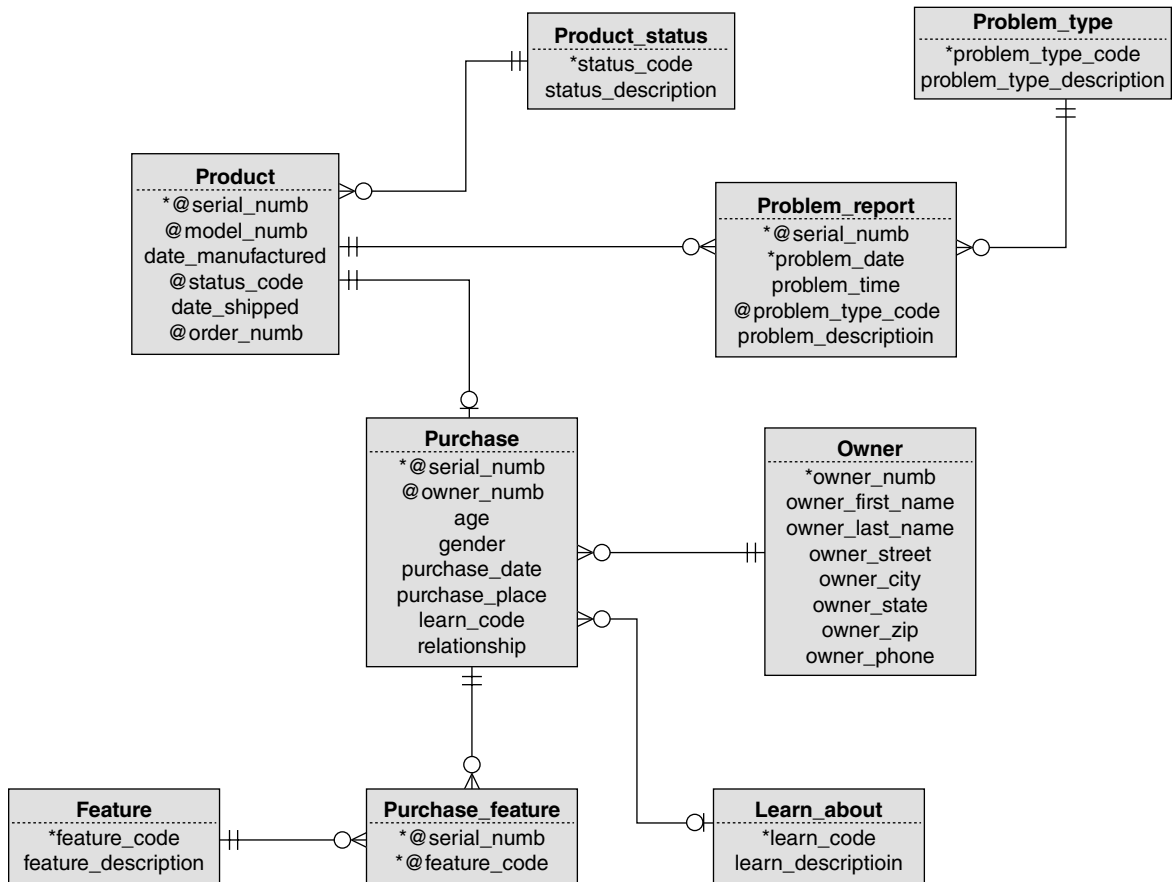 Product_status
*status_code
status_description
Problem_type
*problem_type_code
problem_type_description
Product
*@serial_numb
@model_numb
date_manufactured
@status_code
date_shipped
@order_numb
Problem_report
*@serial_numb
*problem_date
problem_time
@problem_type_code
problem_descriptioin
Purchase
*@serial_numb
@owner_numb
age
gender
purchase_date
purchase_place
learn_code
relationship
Owner
*owner_numb
owner_first_name
owner_last_name
owner_street
owner_city
owner_state
owner_zip
owner_phone
Feature
*feature_code
feature_description
Purchase_feature
*@serial_numb
*@feature_code
Learn_about
*learn_code
learn_descriptioin